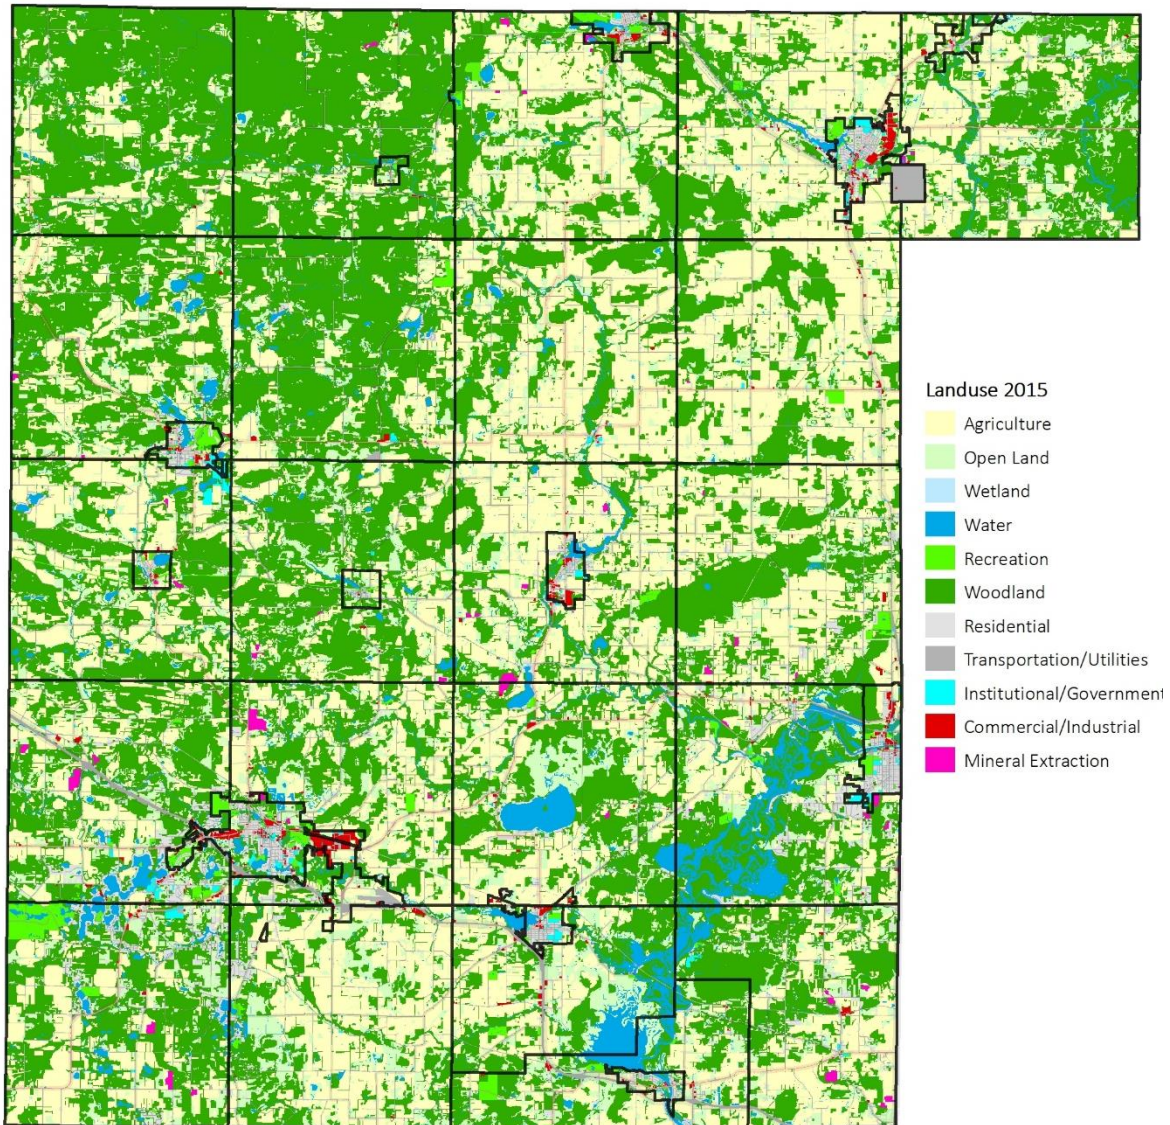 Landuse 2015
Agriculture
Open Land
Wetland
Water
Recreation
Woodland
Residential
Transportation/Utilities
Institutional/Government
Commercial/Industrial
Mineral Extraction